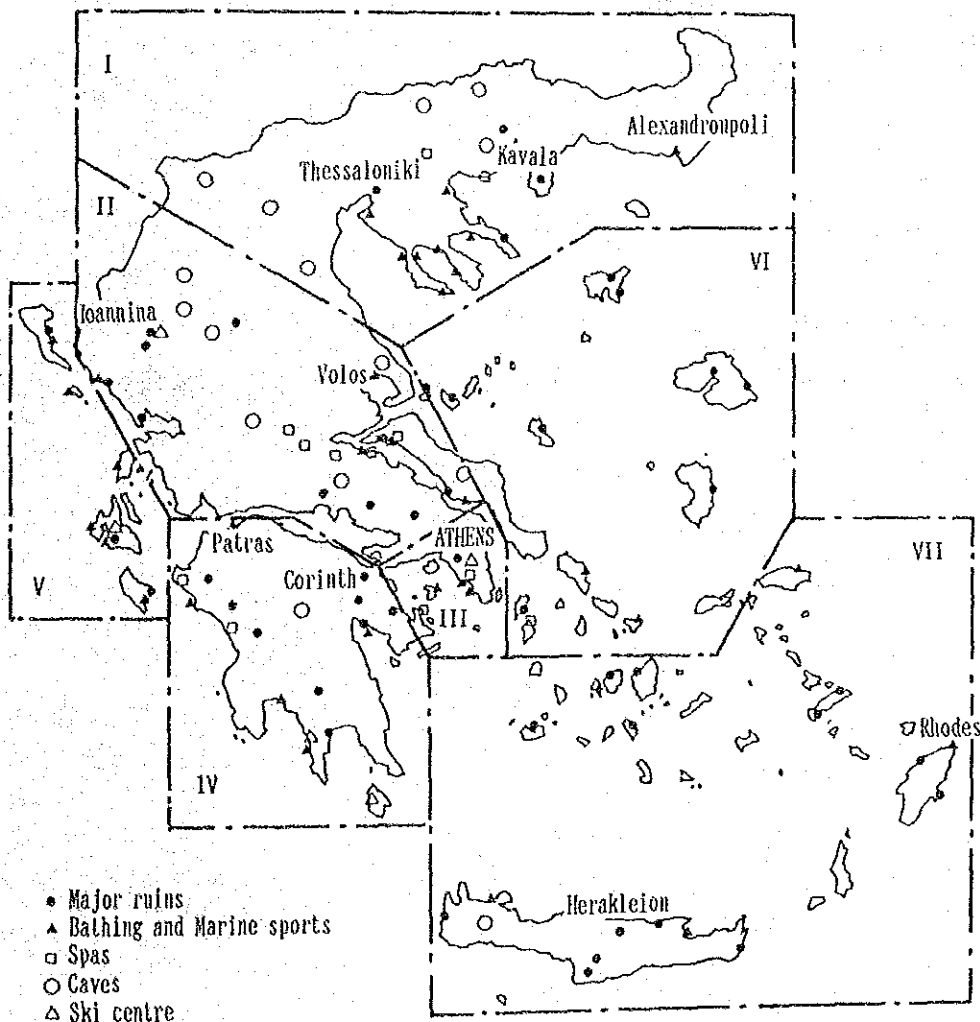 I
Alexandroupoli
Kavala
Thessaloniki
II
VI
Ioannina
Volos
ATHENS
VII
Patras
V
Corinth
III
Rhodes
IV
Herakleion
Major ruins
Bathing and Marine sports
Spas
Caves
Ski centre